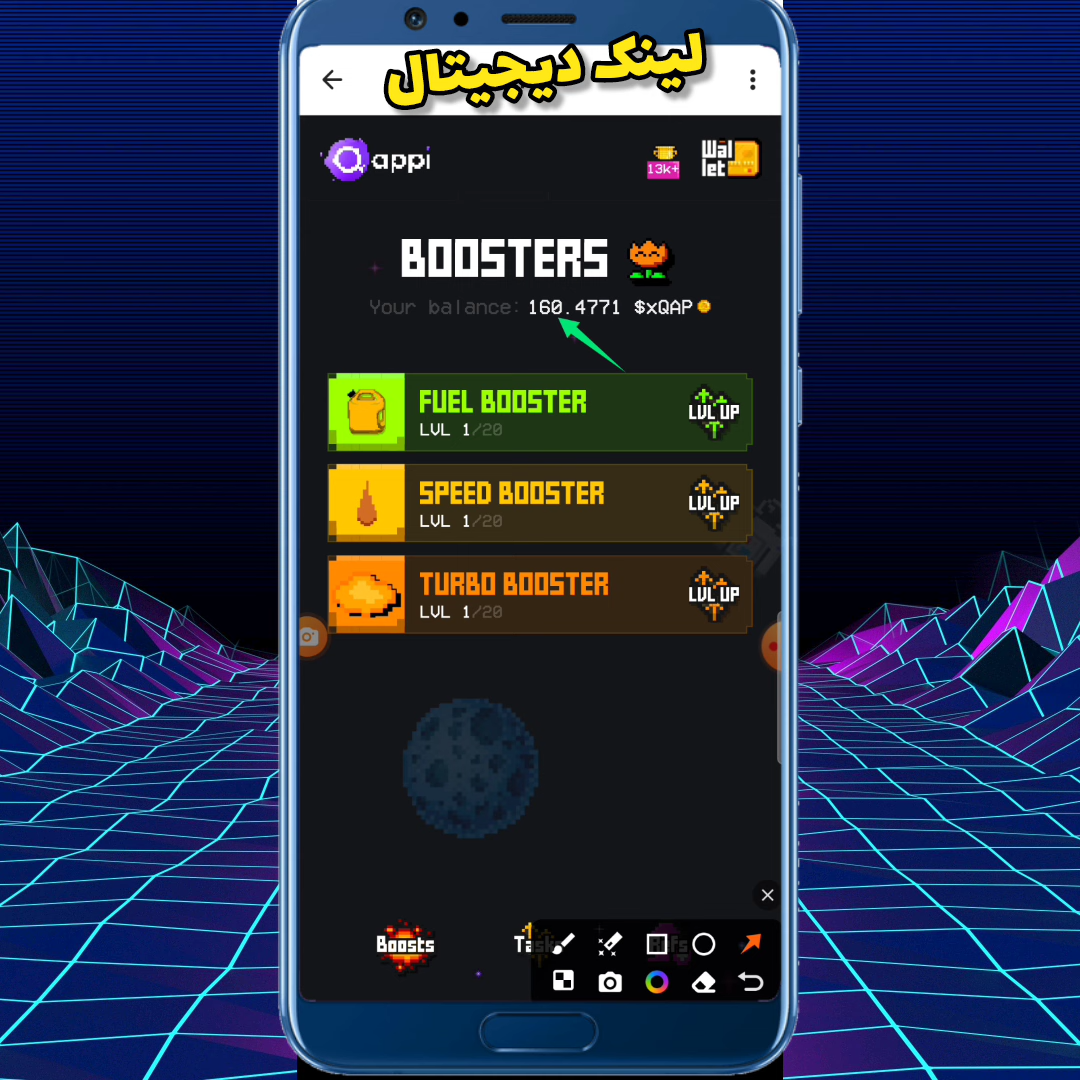 لینک دیجیتال
appi
13k+
Wal
let
BOOSTERS
Your balance: 160.4771 $xQAP
FUEL BOOSTER
LVL 1/20
LVL UP
SPEED BOOSTER
LVL 1/20
LVL UP
TURBO BOOSTER
LVL 1/20
LVL UP
Boosts